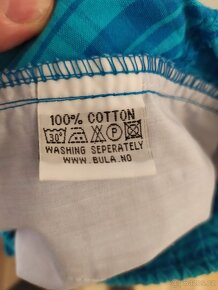 100% COTTON
30° P
WASHING SEPERATELY
WWW.BULA.NO